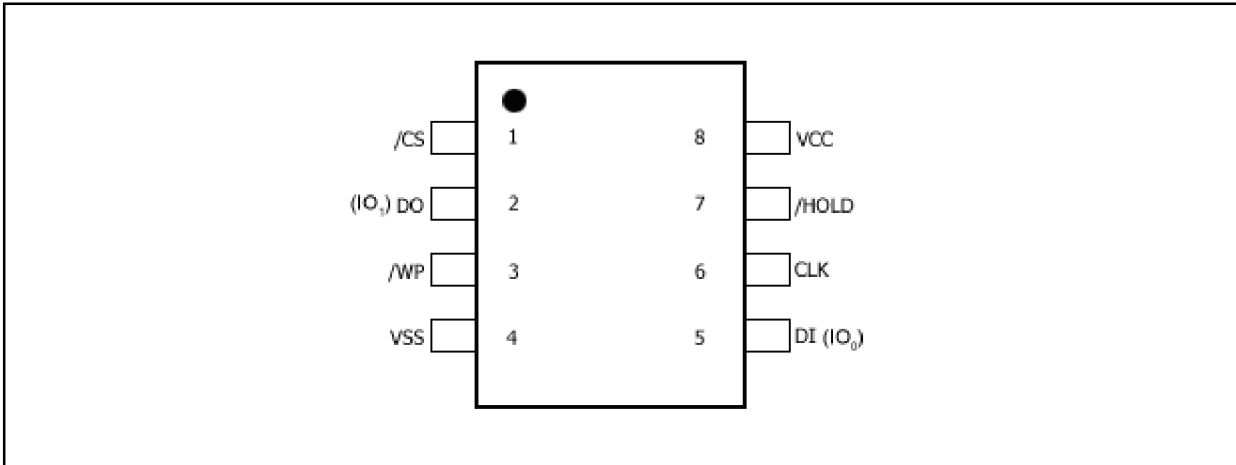 /CS 1 8 VCC
(IO₁) DO 2 7 /HOLD
/WP 3 6 CLK
VSS 4 5 DI (IO₀)